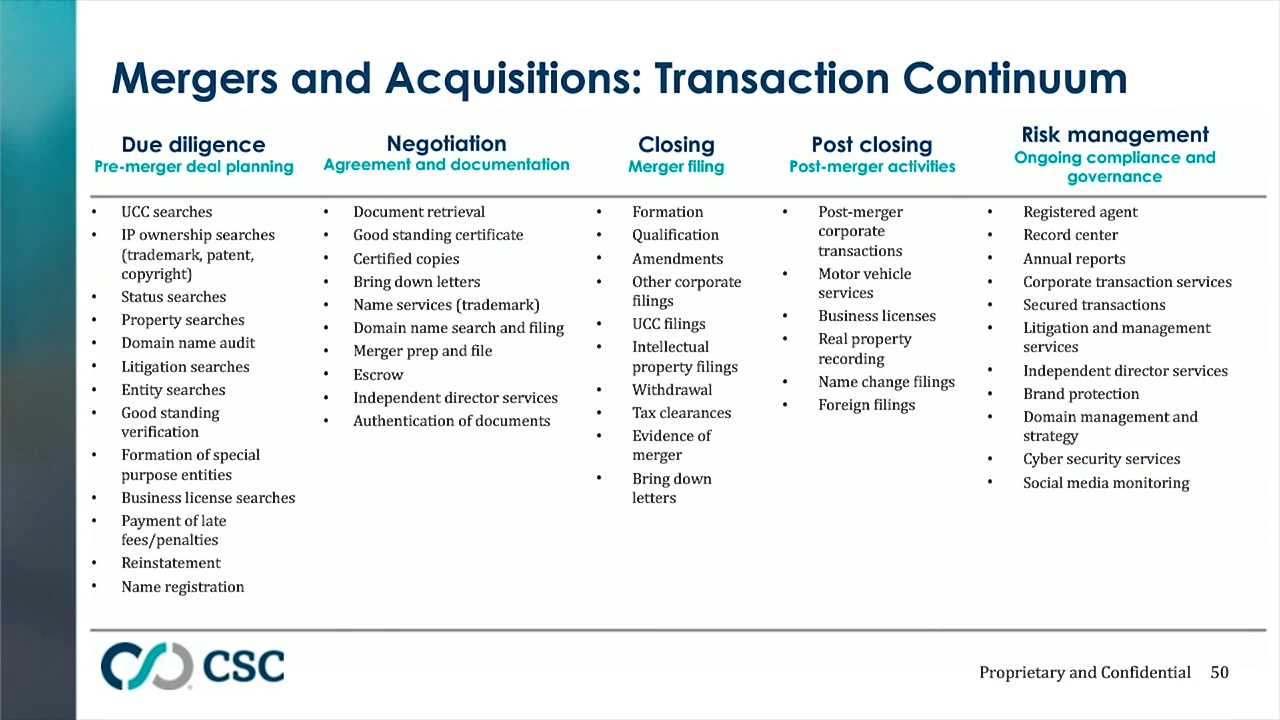 Mergers and Acquisitions: Transaction Continuum
Due diligence
Pre-merger deal planning
• UCC searches
• IP ownership searches
(trademark, patent,
copyright)
• Status searches
• Property searches
• Domain name audit
• Litigation searches
• Entity searches
• Good standing
verification
• Formation of special
purpose entities
• Business license searches
• Payment of late
fees/penalties
• Reinstatement
• Name registration
Negotiation
Agreement and documentation
• Document retrieval
• Good standing certificate
• Certified copies
• Bring down letters
• Name services (trademark)
• Domain name search and filing
• Merger prep and file
• Escrow
• Independent director services
• Authentication of documents
Closing
Merger filing
• Formation
• Qualification
• Amendments
• Other corporate
filings
• UCC filings
• Intellectual
property filings
• Withdrawal
• Tax clearances
• Evidence of
merger
• Bring down
letters
Post closing
Post-merger activities
• Post-merger
corporate
transactions
• Motor vehicle
services
• Business licenses
• Real property
recording
• Name change filings
• Foreign filings
Risk management
Ongoing compliance and
governance
• Registered agent
• Record center
• Annual reports
• Corporate transaction services
• Secured transactions
• Litigation and management
services
• Independent director services
• Brand protection
• Domain management and
strategy
• Cyber security services
• Social media monitoring
CSC
Proprietary and Confidential 50